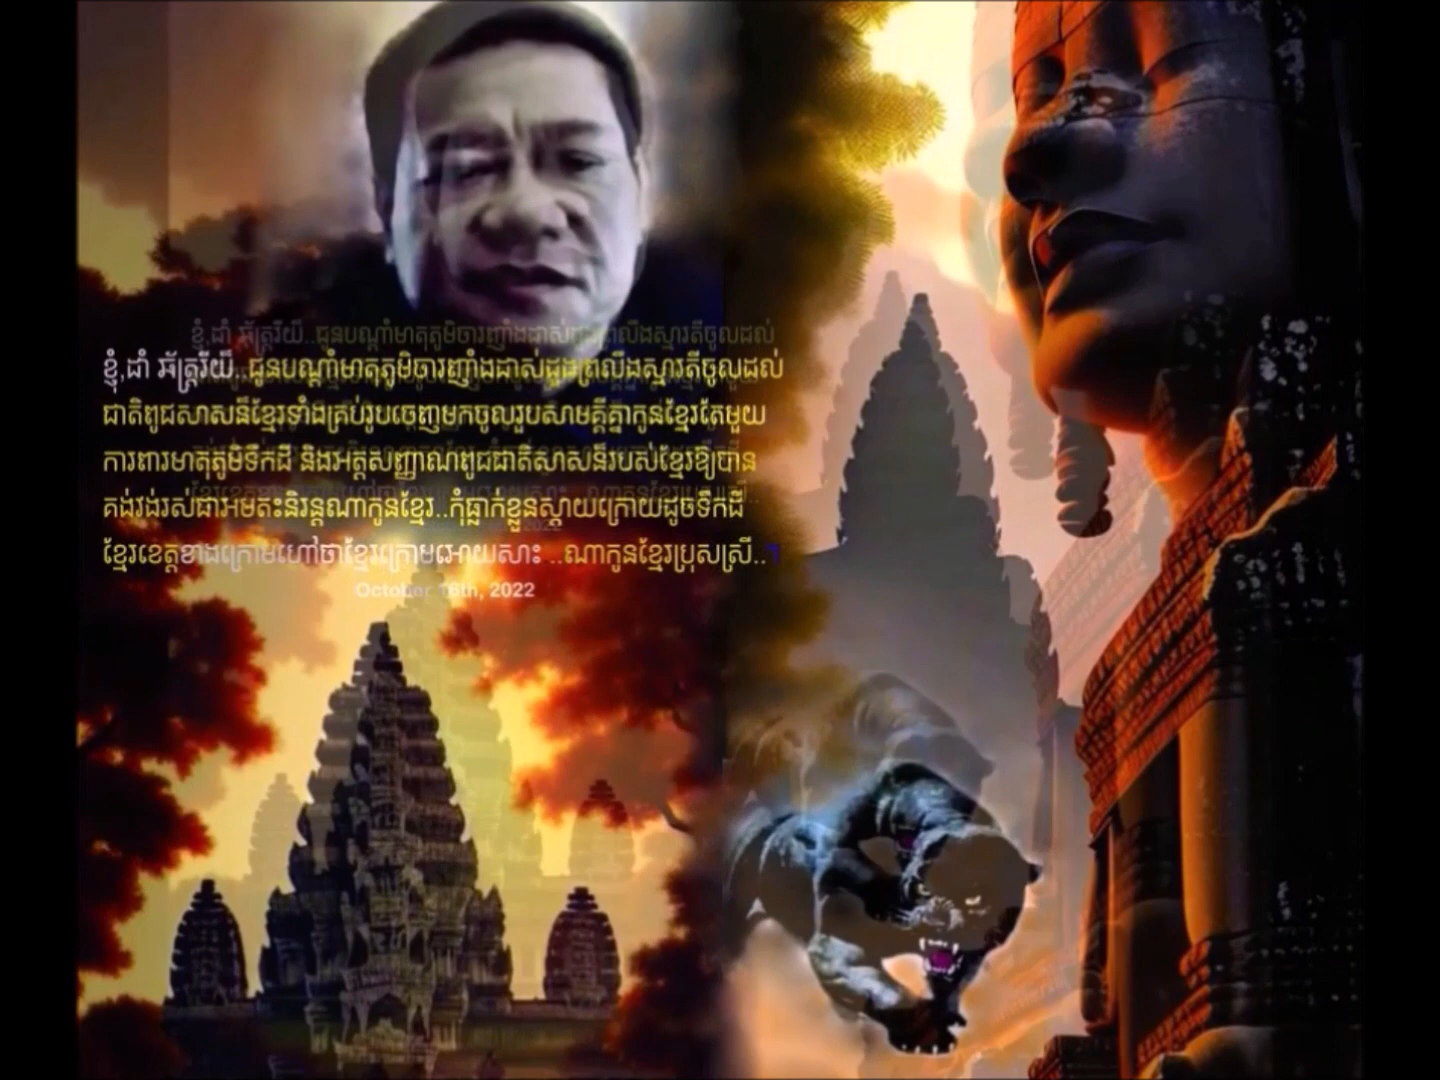 ខ្ញុំ,ដាំ អ័ត្រូវីយ៏..ជូនបណ្ដាំមាតុភូមិចារញ៉ាំងដាស់ដួងព្រលឹងស្មារតីចូលដល់
ជាតិពូជសាសន៏ខ្មែរទាំងគ្រប់រូបចេញមកចូលរួបសាមគ្គីគ្នាកូនខ្មែរតែមួយ
ការពារមាតុភូមិទឹកដី និងអត្តសញ្ញាណពូជជាតិសាសន៏របស់ខ្មែរឱ្យបាន
គង់វង់រស់ជាអមតះនិរន្តណាកូនខ្មែរ..កុំធ្លាក់ខ្លួនស្ដាយក្រោយដូចទឹកដី
ខ្មែរខេត្តខាងក្រោមហៅថាខ្មែរក្រោមអោយសោះ ..ណាកូនខ្មែរប្រុសស្រី..
October 16th, 2022